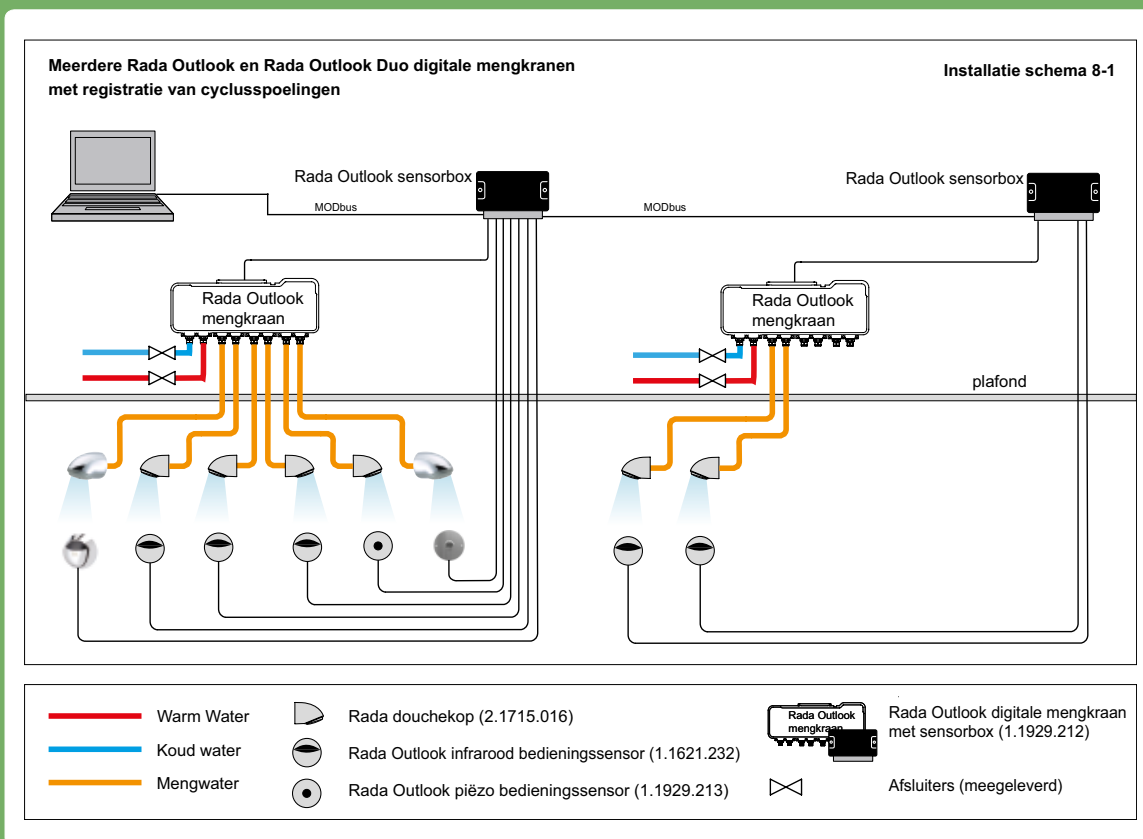 Meerdere Rada Outlook en Rada Outlook Duo digitale mengkranen
met registratie van cyclusspoelingen
Installatie schema 8-1
Rada Outlook sensorbox
Rada Outlook sensorbox
MODbus
MODbus
Rada Outlook
mengkraan
Rada Outlook
mengkraan
plafond
Warm Water
Koud water
Mengwater
Rada douchekop (2.1715.016)
Rada Outlook infrarood bedieningssensor (1.1621.232)
Rada Outlook piëzo bedieningssensor (1.1929.213)
Rada Outlook
mengkraan
Rada Outlook digitale mengkraan
met sensorbox (1.1929.212)
Afsluiters (meegeleverd)